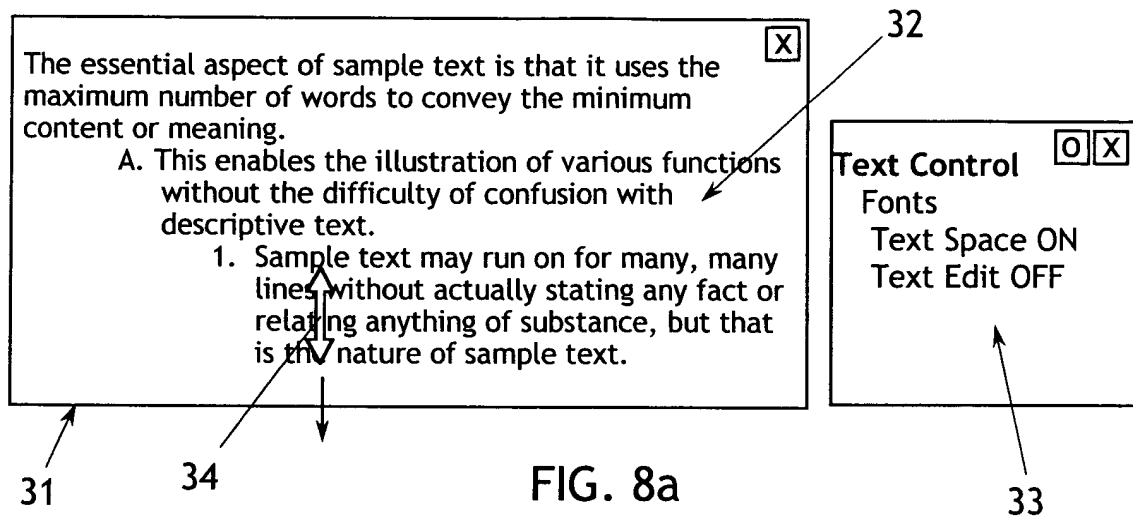 32
X
The essential aspect of sample text is that it uses the
maximum number of words to convey the minimum
content or meaning.
A. This enables the illustration of various functions
without the difficulty of confusion with
descriptive text.
1. Sample text may run on for many, many
lines without actually stating any fact or
relating anything of substance, but that
is the nature of sample text.
O X
Text Control
Fonts
Text Space ON
Text Edit OFF
31
34
FIG. 8a
33